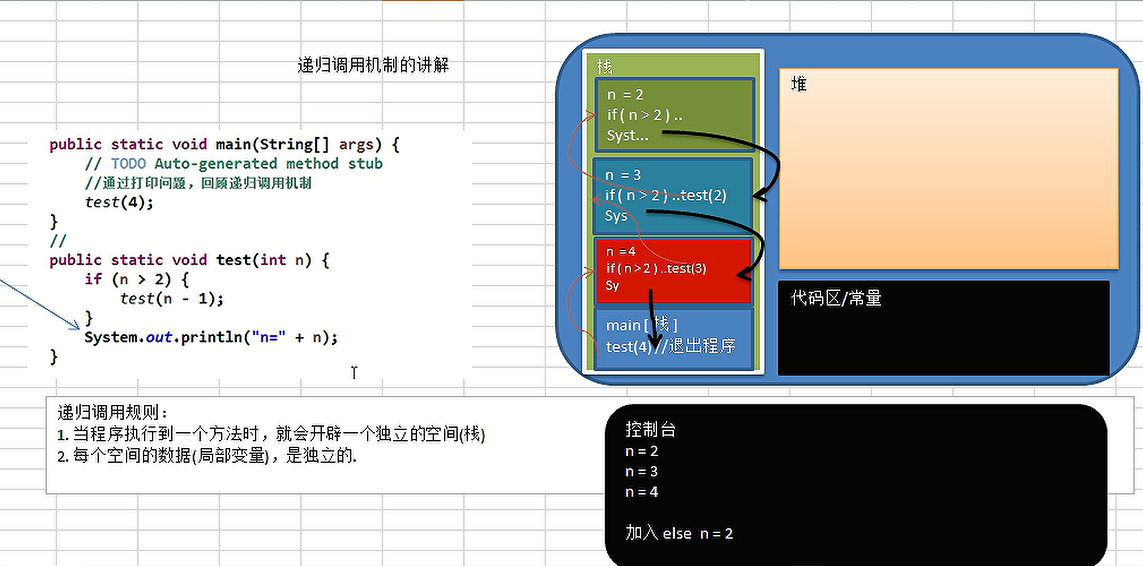 递归调用机制的讲解
public static void main(String[] args) {
// TODO Auto-generated method stub
//通过打印问题，回顾递归调用机制
test(4);
}
//
public static void test(int n) {
if (n > 2) {
test(n - 1);
}
System.out.println("n=" + n);
}
递归调用规则：
1. 当程序执行到一个方法时，就会开辟一个独立的空间(栈)
2. 每个空间的数据(局部变量)，是独立的.
栈
n = 2
if ( n > 2 ) ..
Syst...
n = 3
if ( n > 2 ) ..test(2)
Sys
n =4
if ( n > 2 ) ..test(3)
Sy
main [ 栈 ]
test(4) //退出程序
堆
代码区/常量
控制台
n = 2
n = 3
n = 4
加入 else n = 2